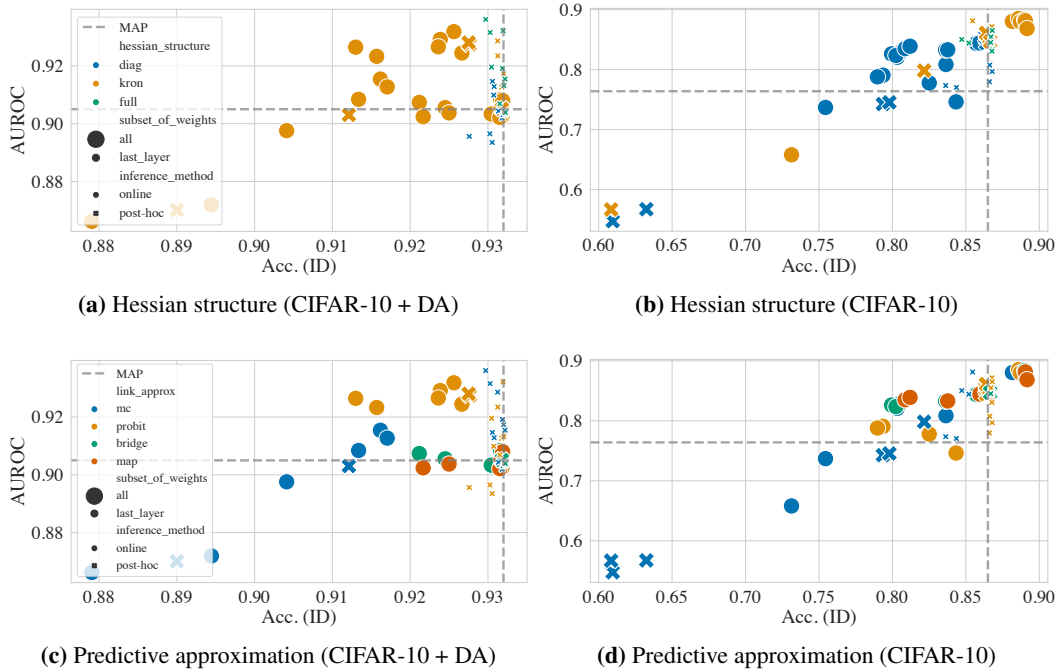 AUROC
0.92
0.90
0.88
MAP
hessian_structure
diag
kron
full
subset_of_weights
all
last_layer
inference_method
online
post-hoc
0.88 0.89 0.90 0.91 0.92 0.93
Acc. (ID)
(a) Hessian structure (CIFAR-10 + DA)
AUROC
0.9
0.8
0.7
0.6
0.60 0.65 0.70 0.75 0.80 0.85 0.90
Acc. (ID)
(b) Hessian structure (CIFAR-10)
AUROC
0.92
0.90
0.88
MAP
link_approx
mc
probit
bridge
map
subset_of_weights
all
last_layer
inference_method
online
post-hoc
0.88 0.89 0.90 0.91 0.92 0.93
Acc. (ID)
(c) Predictive approximation (CIFAR-10 + DA)
AUROC
0.9
0.8
0.7
0.6
0.60 0.65 0.70 0.75 0.80 0.85 0.90
Acc. (ID)
(d) Predictive approximation (CIFAR-10)